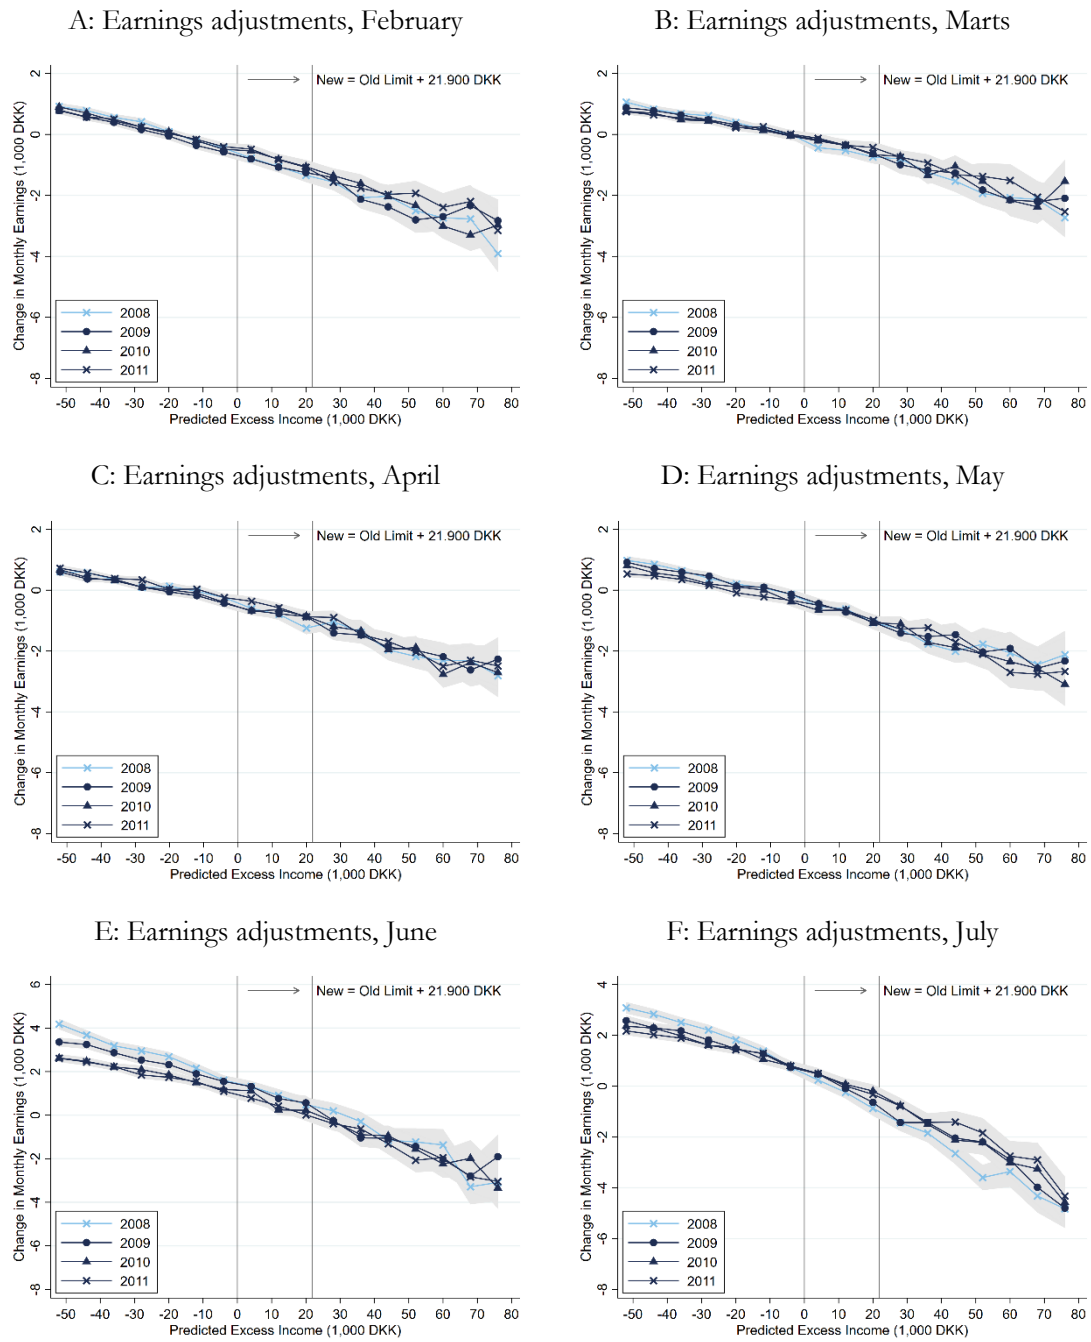 A: Earnings adjustments, February
B: Earnings adjustments, Marts
Change in Monthly Earnings (1,000 DKK)
2
0
-2
-4
-6
-8
New = Old Limit + 21.900 DKK
2008
2009
2010
2011
-50 -40 -30 -20 -10 0 10 20 30 40 50 60 70 80
Predicted Excess Income (1,000 DKK)
Change in Monthly Earnings (1,000 DKK)
2
0
-2
-4
-6
-8
New = Old Limit + 21.900 DKK
2008
2009
2010
2011
-50 -40 -30 -20 -10 0 10 20 30 40 50 60 70 80
Predicted Excess Income (1,000 DKK)
C: Earnings adjustments, April
D: Earnings adjustments, May
Change in Monthly Earnings (1,000 DKK)
2
0
-2
-4
-6
-8
New = Old Limit + 21.900 DKK
2008
2009
2010
2011
-50 -40 -30 -20 -10 0 10 20 30 40 50 60 70 80
Predicted Excess Income (1,000 DKK)
Change in Monthly Earnings (1,000 DKK)
2
0
-2
-4
-6
-8
New = Old Limit + 21.900 DKK
2008
2009
2010
2011
-50 -40 -30 -20 -10 0 10 20 30 40 50 60 70 80
Predicted Excess Income (1,000 DKK)
E: Earnings adjustments, June
F: Earnings adjustments, July
Change in Monthly Earnings (1,000 DKK)
6
4
2
0
-2
-4
-6
-8
New = Old Limit + 21.900 DKK
2008
2009
2010
2011
-50 -40 -30 -20 -10 0 10 20 30 40 50 60 70 80
Predicted Excess Income (1,000 DKK)
Change in Monthly Earnings (1,000 DKK)
4
2
0
-2
-4
-6
-8
New = Old Limit + 21.900 DKK
2008
2009
2010
2011
-50 -40 -30 -20 -10 0 10 20 30 40 50 60 70 80
Predicted Excess Income (1,000 DKK)